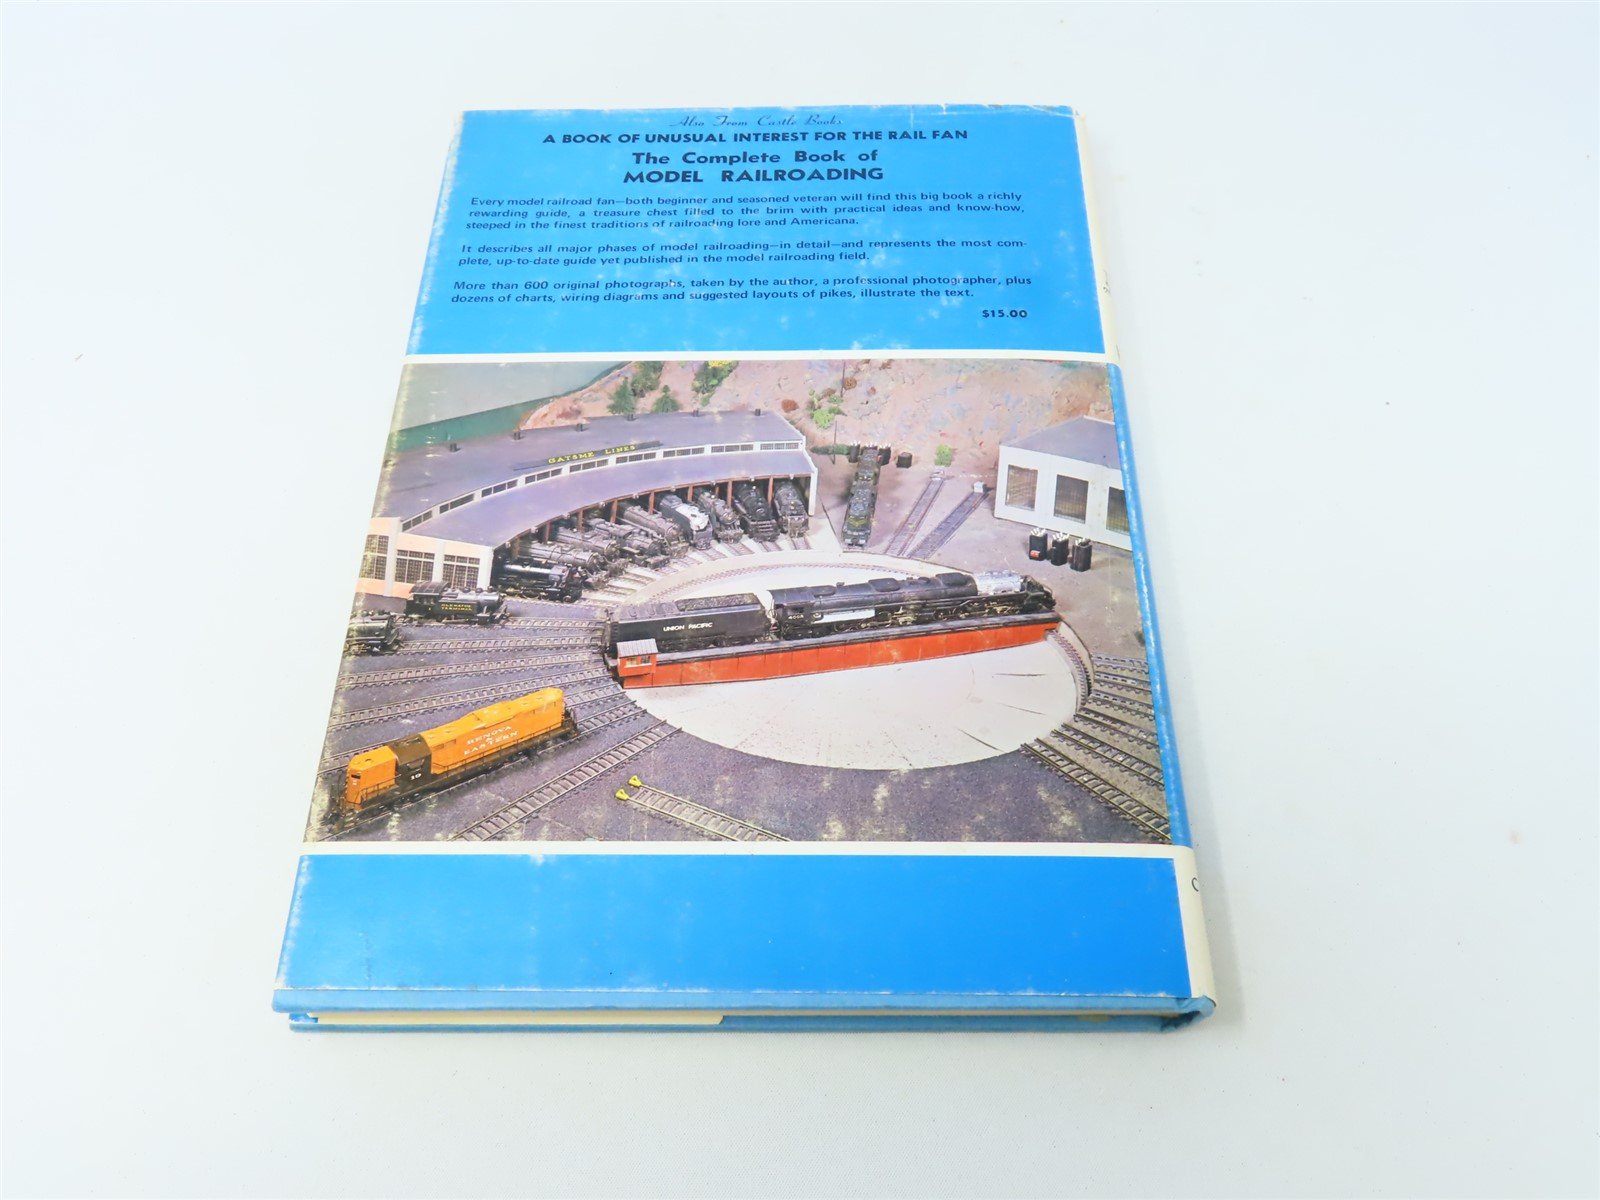 Also From Castle Books
A BOOK OF UNUSUAL INTEREST FOR THE RAIL FAN
The Complete Book of
MODEL RAILROADING
Every model railroad fan—both beginner and seasoned veteran will find this big book a richly
rewarding guide, a treasure chest filled to the brim with practical ideas and know-how,
steeped in the finest traditions of railroading lore and Americana.
It describes all major phases of model railroading—in detail—and represents the most com-
plete, up-to-date guide yet published in the model railroading field.
More than 600 original photographs, taken by the author, a professional photographer, plus
dozens of charts, wiring diagrams and suggested layouts of pikes, illustrate the text.
$15.00
GATSME LINES
UNION PACIFIC
RENOVA
&
EASTERN
19
C